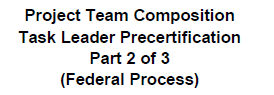 Project Team Composition
Task Leader Precertification
Part 2 of 3
(Federal Process)